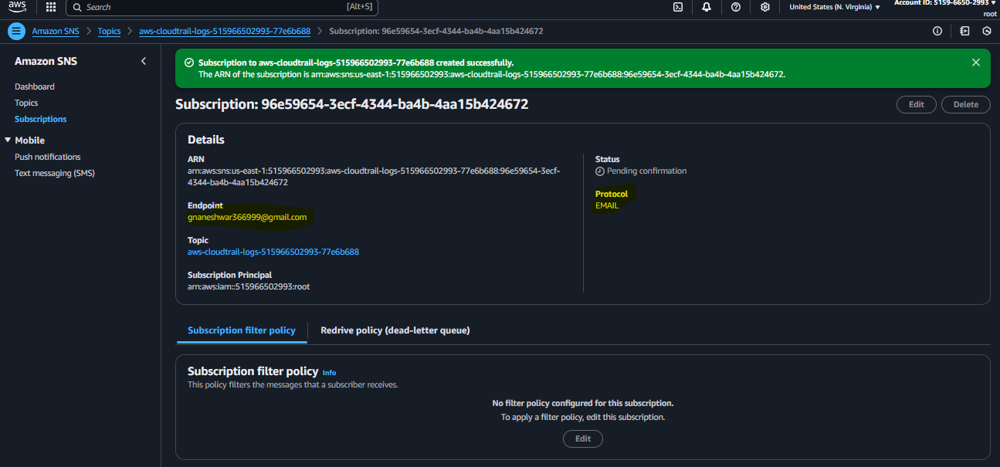 aws
Search
[Alt+S]
United States (N. Virginia)
Account ID: 5159-6650-2993
root
Amazon SNS
Topics
aws-cloudtrail-logs-515966502993-77e6b688
Subscription: 96e59654-3ecf-4344-ba4b-4aa15b424672
Amazon SNS
Dashboard
Topics
Subscriptions
Mobile
Push notifications
Text messaging (SMS)
Subscription to aws-cloudtrail-logs-515966502993-77e6b688 created successfully.
The ARN of the subscription is arn:aws:sns:us-east-1:515966502993:aws-cloudtrail-logs-515966502993-77e6b688:96e59654-3ecf-4344-ba4b-4aa15b424672.
Subscription: 96e59654-3ecf-4344-ba4b-4aa15b424672
Edit
Delete
Details
ARN
arn:aws:sns:us-east-1:515966502993:aws-cloudtrail-logs-515966502993-77e6b688:96e59654-3ecf-
4344-ba4b-4aa15b424672
Endpoint
gnaneshwar366999@gmail.com
Topic
aws-cloudtrail-logs-515966502993-77e6b688
Subscription Principal
arn:aws:iam::515966502993:root
Status
Pending confirmation
Protocol
EMAIL
Subscription filter policy
Redrive policy (dead-letter queue)
Subscription filter policy Info
This policy filters the messages that a subscriber receives.
No filter policy configured for this subscription.
To apply a filter policy, edit this subscription.
Edit